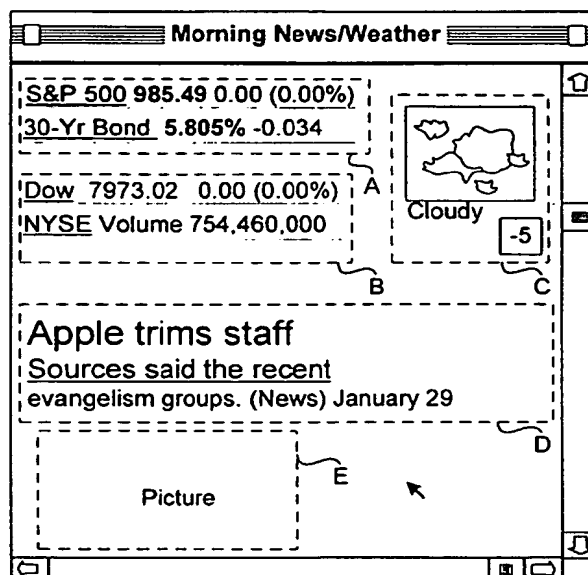 Morning News/Weather
S&P 500 985.49 0.00 (0.00%)
30-Yr Bond 5.805% -0.034
A
Dow 7973.02 0.00 (0.00%)
NYSE Volume 754,460,000
B
Cloudy
-5
C
Apple trims staff
Sources said the recent
evangelism groups. (News) January 29
D
Picture
E